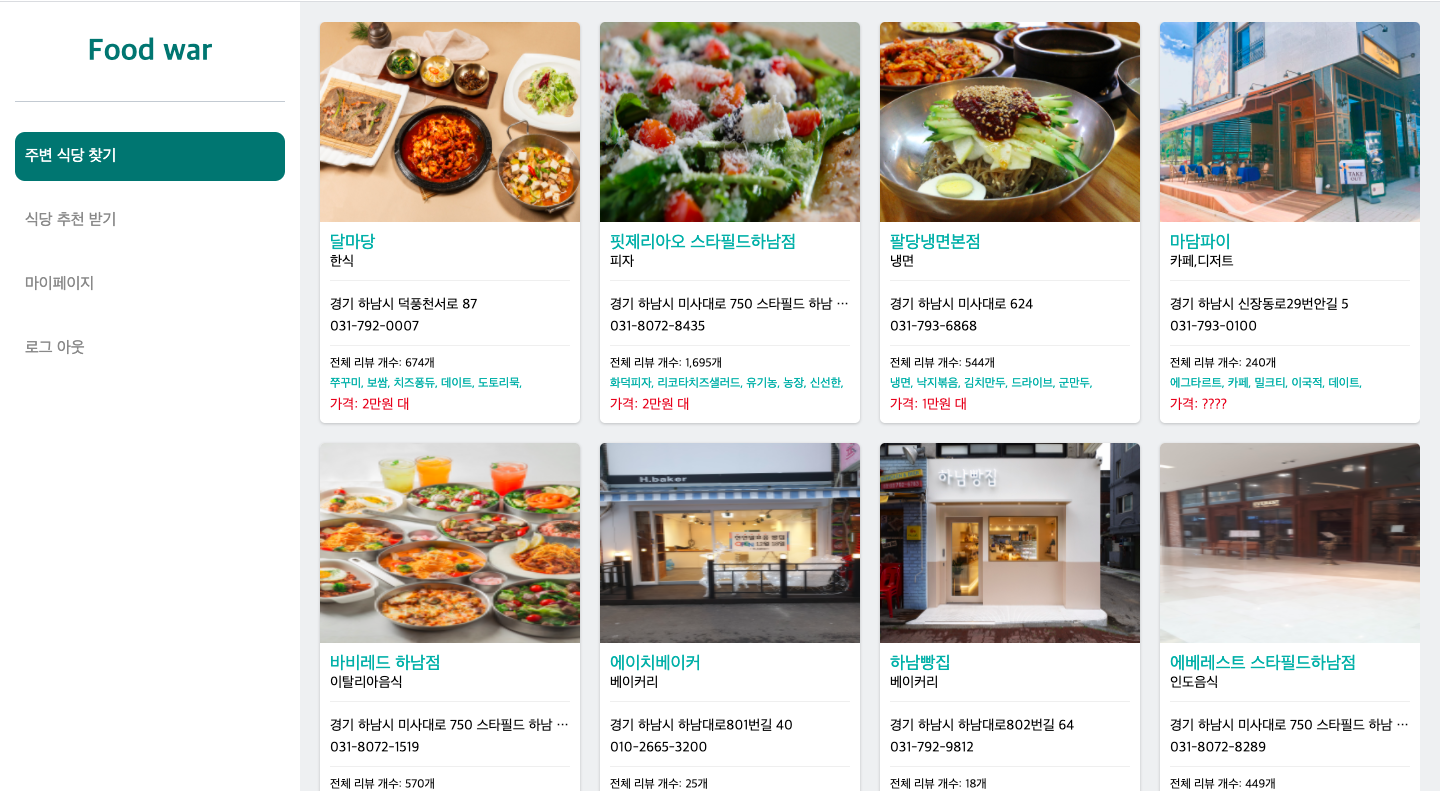 Food war
주변 식당 찾기
식당 추천 받기
마이페이지
로그 아웃
달마당
한식
경기 하남시 덕풍천서로 87
031-792-0007
전체 리뷰 개수: 674개
쭈꾸미, 보쌈, 치즈퐁듀, 데이트, 도토리묵,
가격: 2만원 대
핏제리아오 스타필드하남점
피자
경기 하남시 미사대로 750 스타필드 하남 ...
031-8072-8435
전체 리뷰 개수: 1,695개
화덕피자, 리코타치즈샐러드, 유기농, 농장, 신선한,
가격: 2만원 대
팔당냉면본점
냉면
경기 하남시 미사대로 624
031-793-6868
전체 리뷰 개수: 544개
냉면, 낙지볶음, 김치만두, 드라이브, 군만두,
가격: 1만원 대
TAKE
OUT
마담파이
카페,디저트
경기 하남시 신장동로29번안길 5
031-793-0100
전체 리뷰 개수: 240개
에그타르트, 카페, 밀크티, 이국적, 데이트,
가격: ????
바비레드 하남점
이탈리아음식
경기 하남시 미사대로 750 스타필드 하남 ...
031-8072-1519
전체 리뷰 개수: 570개
H.baker
에이치베이커
베이커리
경기 하남시 하남대로801번길 40
010-2665-3200
전체 리뷰 개수: 25개
하남빵집
하남빵집
베이커리
경기 하남시 하남대로802번길 64
031-792-9812
전체 리뷰 개수: 18개
에베레스트 스타필드하남점
인도음식
경기 하남시 미사대로 750 스타필드 하남 ...
031-8072-8289
전체 리뷰 개수: 449개